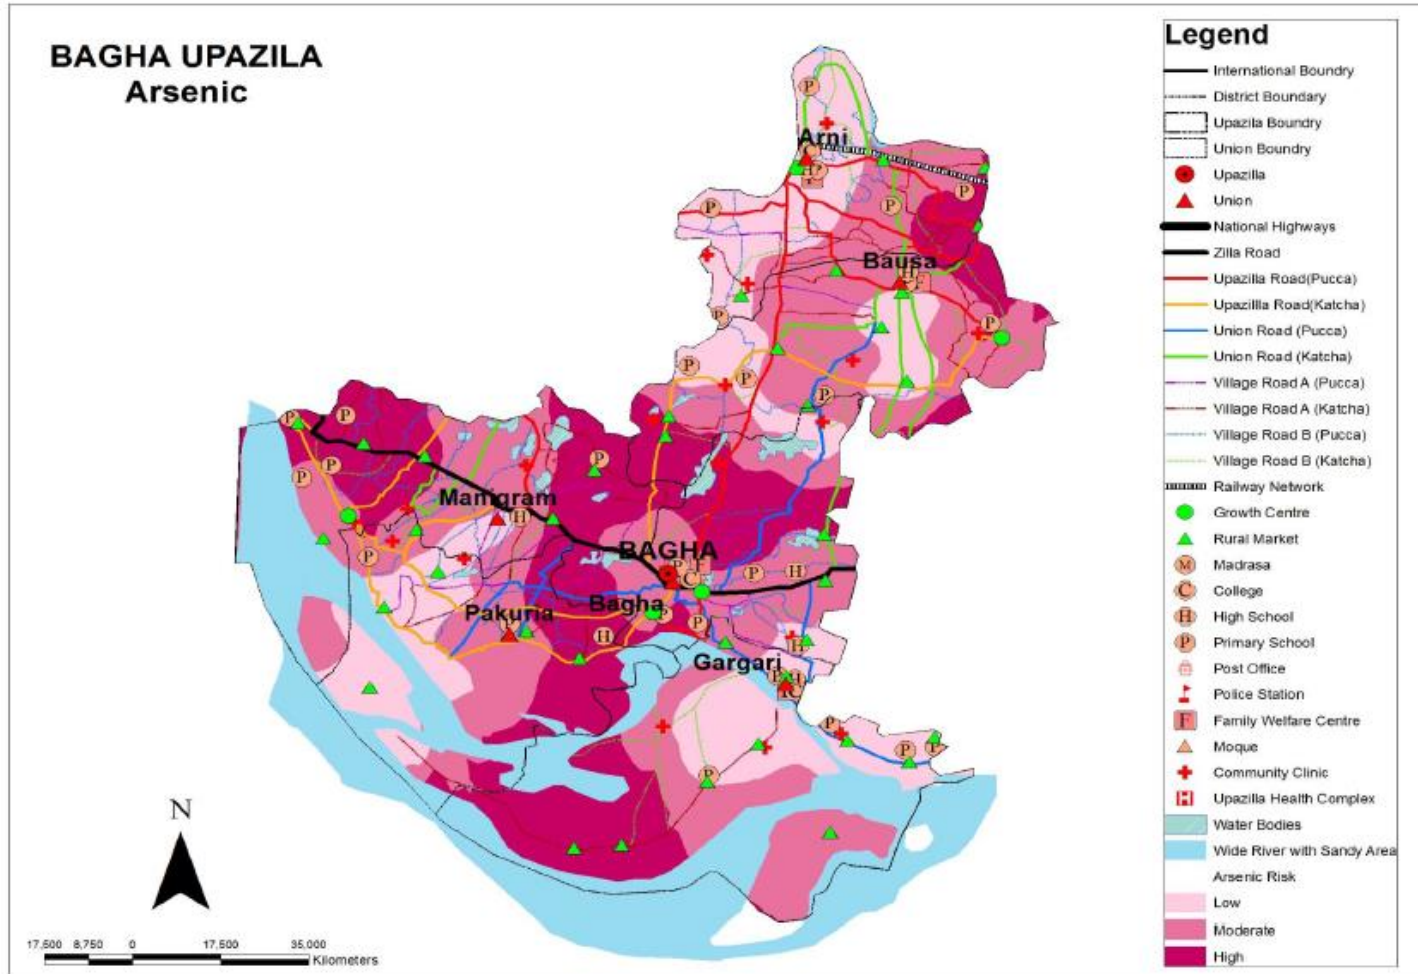 BAGHA UPAZILA
Arsenic
Arni
Bausa
Manigram
BAGHA
Bagha
Pakuria
Gargari
N
17,500 8,750 0 17,500 35,000
Kilometers
Legend
International Boundry
District Boundary
Upazila Boundry
Union Boundry
Upazilla
Union
National Highways
Zilla Road
Upazilla Road(Pucca)
Upazillla Road(Katcha)
Union Road (Pucca)
Union Road (Katcha)
Village Road A (Pucca)
Village Road A (Katcha)
Village Road B (Pucca)
Village Road B (Katcha)
Railway Network
Growth Centre
Rural Market
M Madrasa
C College
H High School
P Primary School
Post Office
Police Station
F Family Welfare Centre
Moque
Community Clinic
H Upazilla Health Complex
Water Bodies
Wide River with Sandy Area
Arsenic Risk
Low
Moderate
High